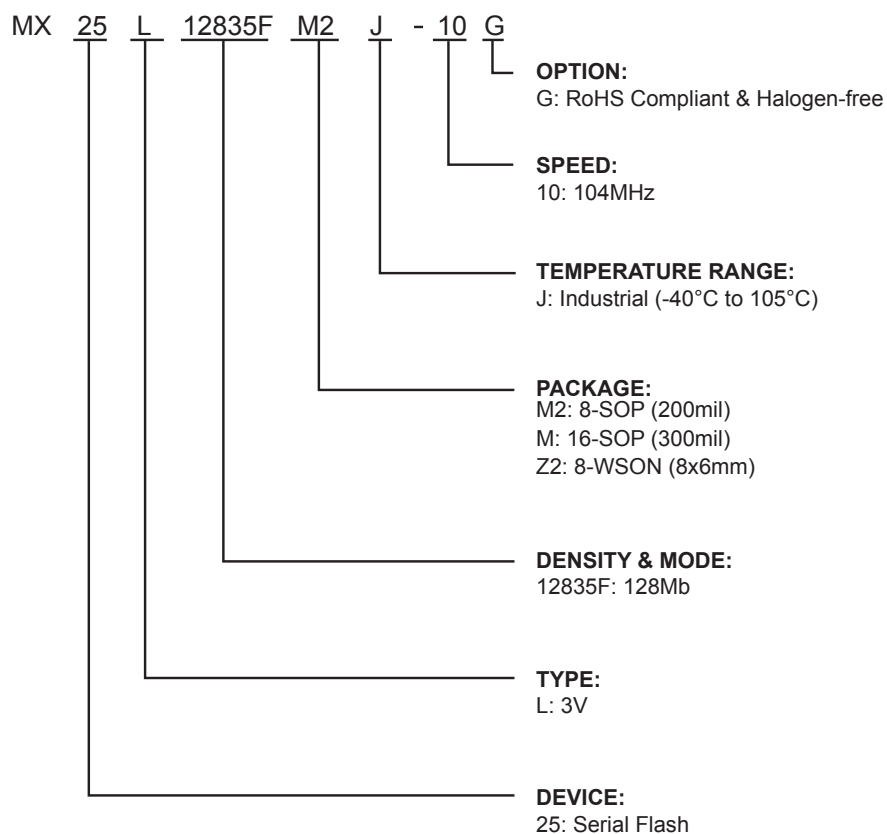 MX 25 L 12835F M2 J - 10 G
OPTION:
G: RoHS Compliant & Halogen-free
SPEED:
10: 104MHz
TEMPERATURE RANGE:
J: Industrial (-40°C to 105°C)
PACKAGE:
M2: 8-SOP (200mil)
M: 16-SOP (300mil)
Z2: 8-WSON (8x6mm)
DENSITY & MODE:
12835F: 128Mb
TYPE:
L: 3V
DEVICE:
25: Serial Flash